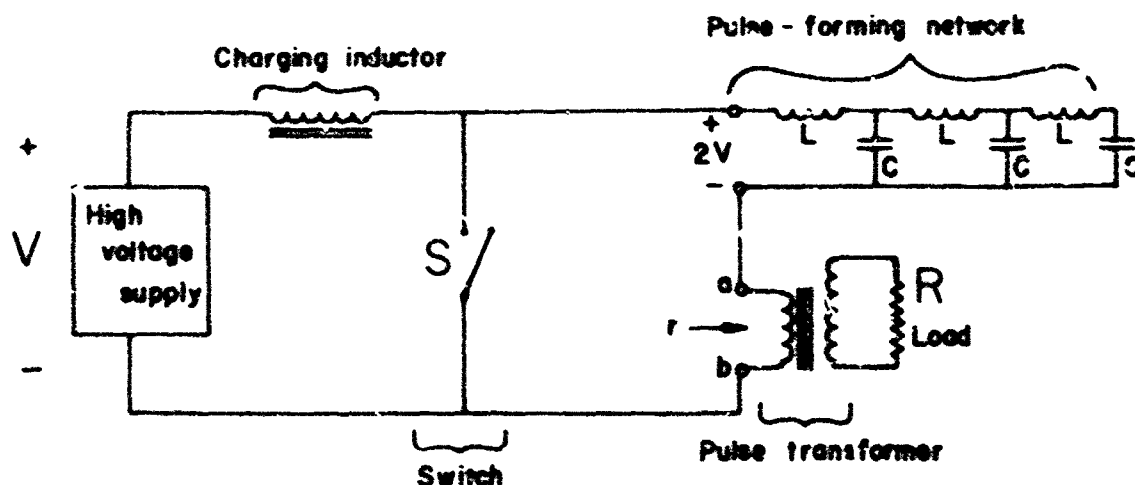 Pulse - forming network
Charging inductor
+
V
-
High
voltage
supply
S
Switch
+
2V
-
L
C
L
C
L
C
a
r
b
R
Load
Pulse transformer